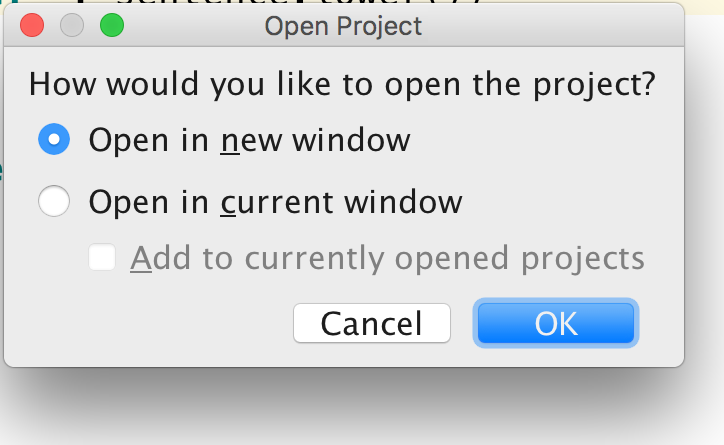 Open Project
How would you like to open the project?
Open in new window
Open in current window
Add to currently opened projects
Cancel OK